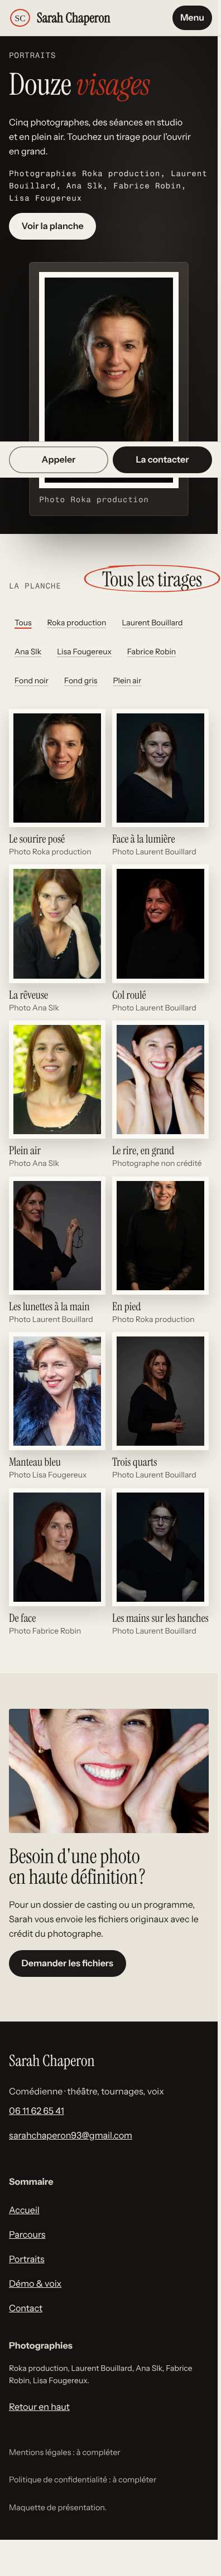 SC Sarah Chaperon Menu
PORTRAITS
Douze visages
Cinq photographes, des séances en studio
et en plein air. Touchez un tirage pour l'ouvrir
en grand.
Photographies Roka production, Laurent
Bouillard, Ana Slk, Fabrice Robin,
Lisa Fougereux
Voir la planche
Appeler La contacter
Photo Roka production
LA PLANCHE Tous les tirages
Tous Roka production Laurent Bouillard
Ana Slk Lisa Fougereux Fabrice Robin
Fond noir Fond gris Plein air
Le sourire posé
Photo Roka production
Face à la lumière
Photo Laurent Bouillard
La rêveuse
Photo Ana Slk
Col roulé
Photo Laurent Bouillard
Plein air
Photo Ana Slk
Le rire, en grand
Photographe non crédité
Les lunettes à la main
Photo Laurent Bouillard
En pied
Photo Roka production
Manteau bleu
Photo Lisa Fougereux
Trois quarts
Photo Laurent Bouillard
De face
Photo Fabrice Robin
Les mains sur les hanches
Photo Laurent Bouillard
Besoin d'une photo
en haute définition?
Pour un dossier de casting ou un programme,
Sarah vous envoie les fichiers originaux avec le
crédit du photographe.
Demander les fichiers
Sarah Chaperon
Comédienne · théâtre, tournages, voix
06 11 62 65 41
sarahchaperon93@gmail.com
Sommaire
Accueil
Parcours
Portraits
Démo & voix
Contact
Photographies
Roka production, Laurent Bouillard, Ana Slk, Fabrice
Robin, Lisa Fougereux.
Retour en haut
Mentions légales : à compléter
Politique de confidentialité : à compléter
Maquette de présentation.